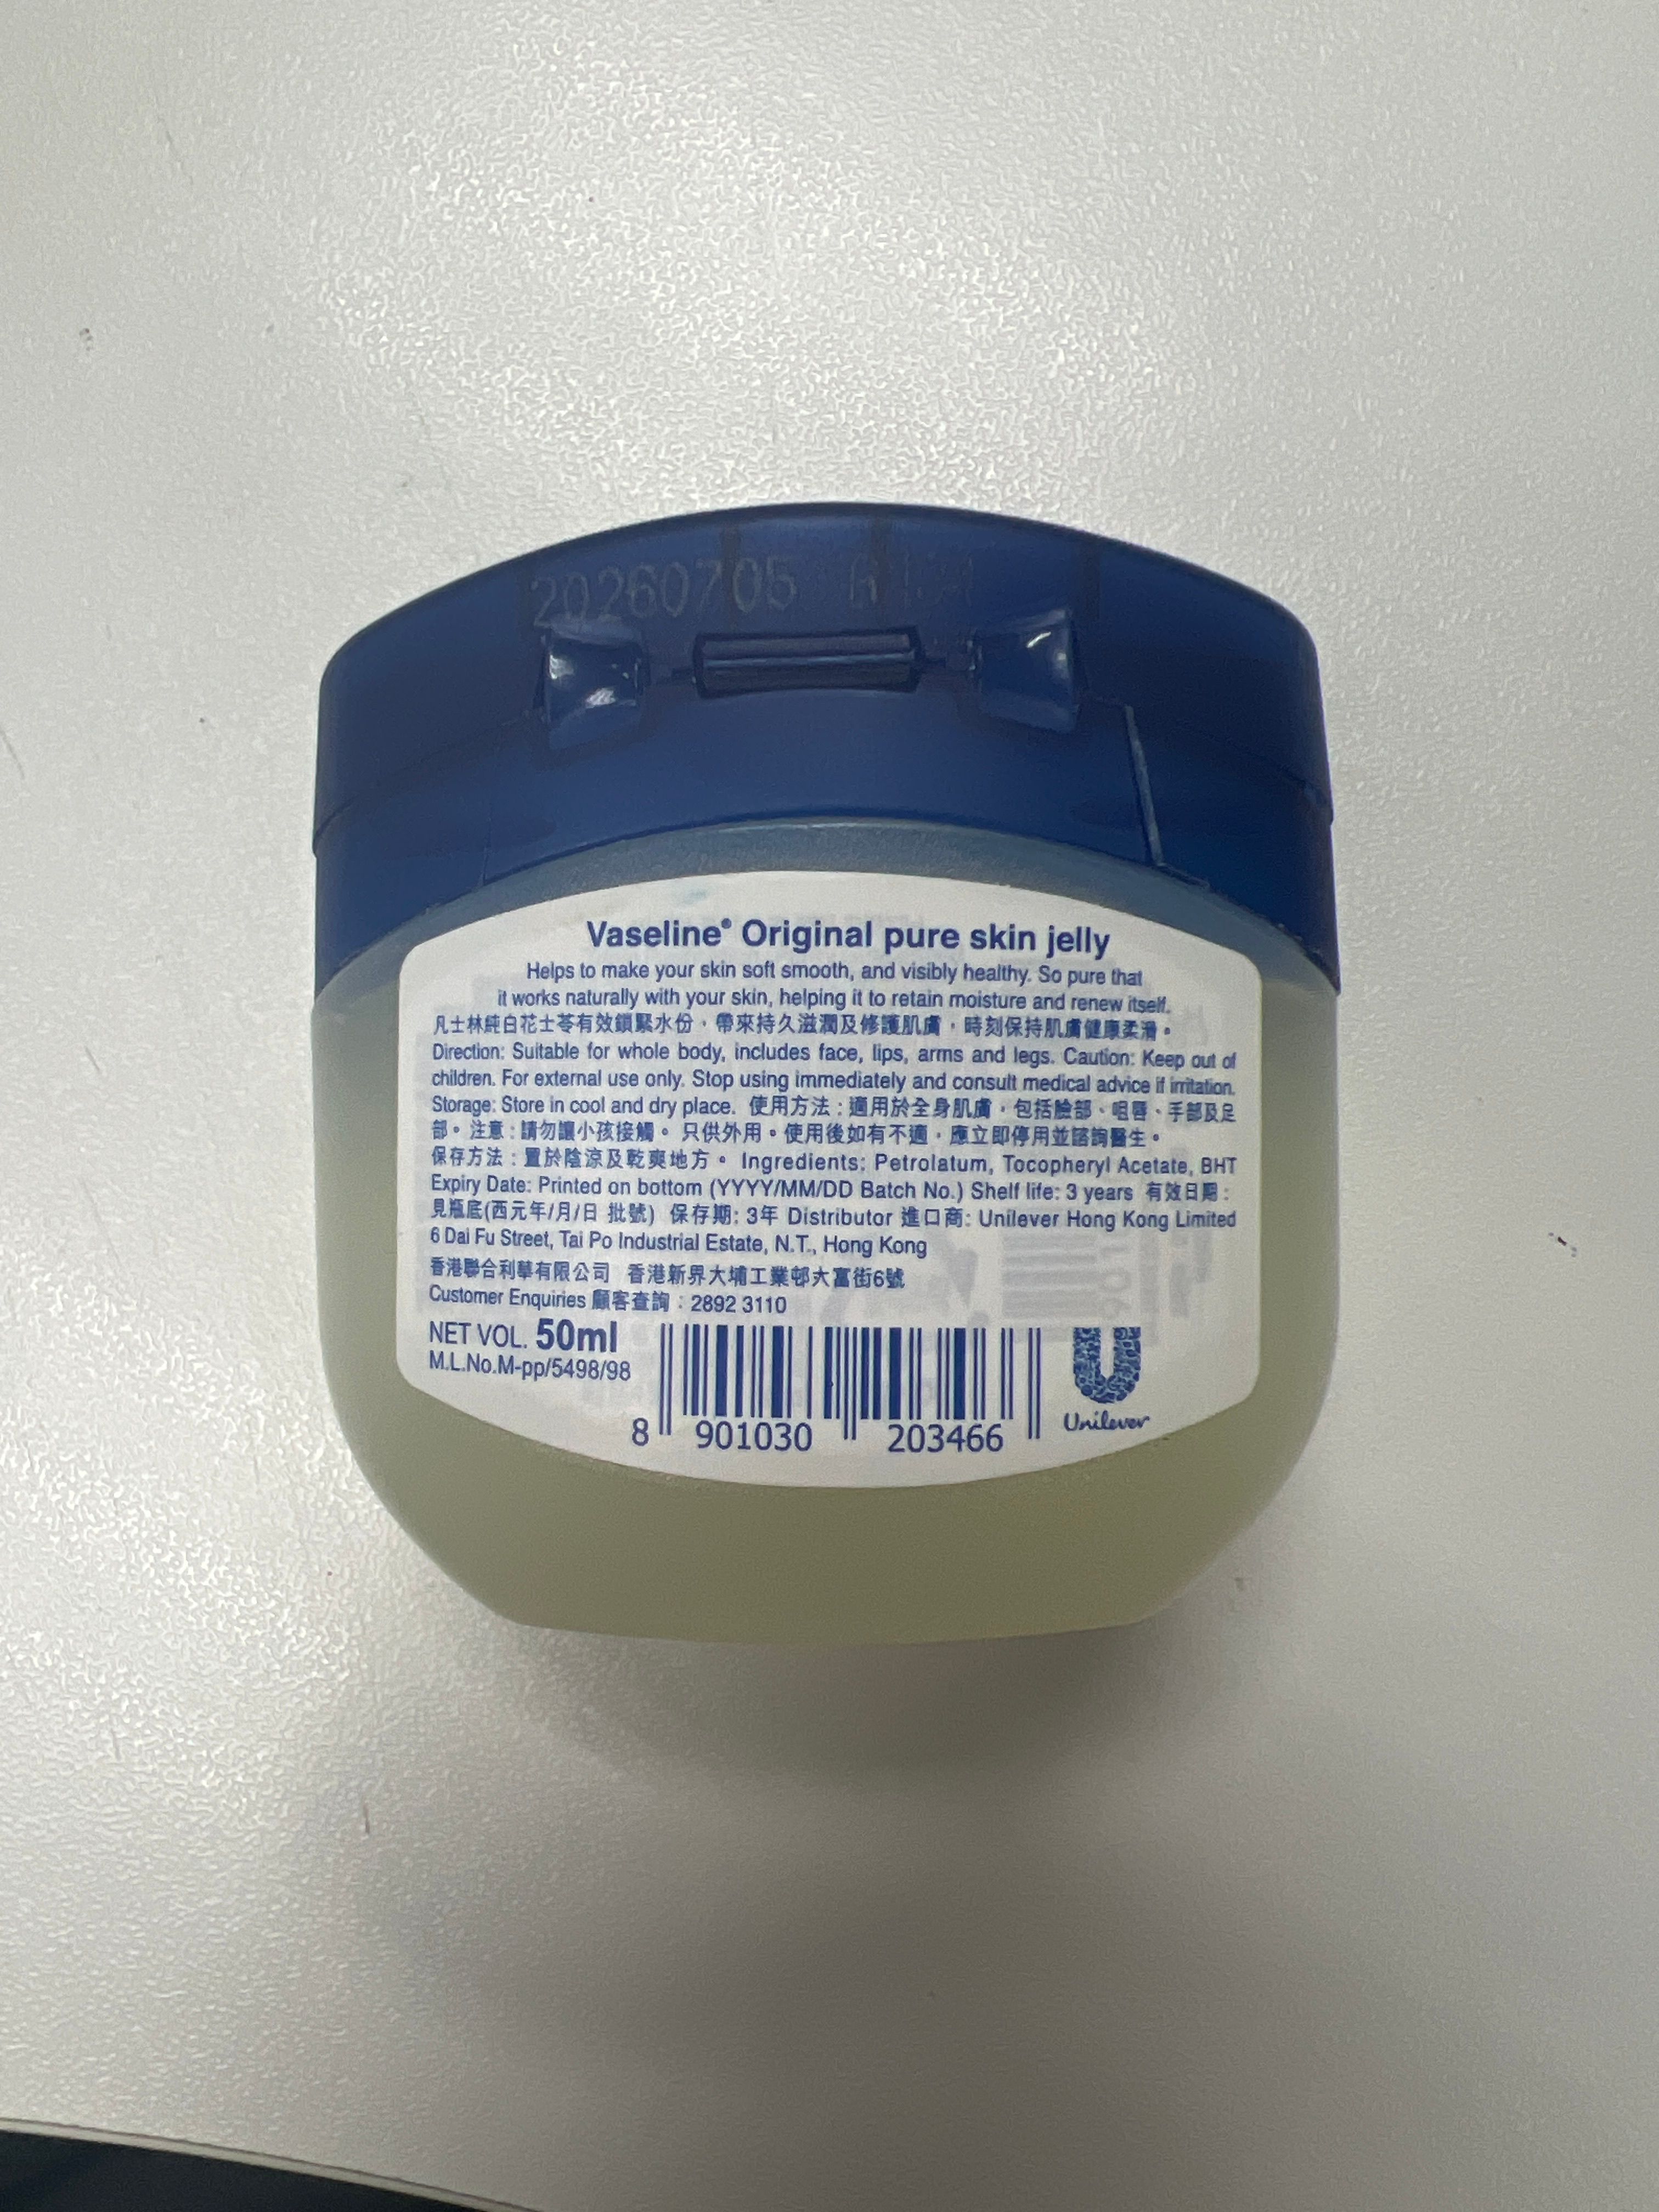 20260705
Vaseline® Original pure skin jelly
Helps to make your skin soft smooth, and visibly healthy. So pure that
it works naturally with your skin, helping it to retain moisture and renew itself.
凡士林純白花士苓有效鎖緊水份，帶來持久滋潤及修護肌膚，時刻保持肌膚健康柔滑。
Direction: Suitable for whole body, includes face, lips, arms and legs. Caution: Keep out of
children. For external use only. Stop using immediately and consult medical advice if irritation.
Storage: Store in cool and dry place. 使用方法：適用於全身肌膚，包括臉部、咀唇、手部及足
部。注意：請勿讓小孩接觸。 只供外用。使用後如有不適，應立即停用並諮詢醫生。
保存方法：置於陰涼及乾爽地方。 Ingredients: Petrolatum, Tocopheryl Acetate, BHT
Expiry Date: Printed on bottom (YYYY/MM/DD Batch No.) Shelf life: 3 years 有效日期：
見瓶底(西元年/月/日 批號) 保存期: 3年 Distributor 進口商: Unilever Hong Kong Limited
6 Dai Fu Street, Tai Po Industrial Estate, N.T., Hong Kong
香港聯合利華有限公司 香港新界大埔工業邨大富街6號
Customer Enquiries 顧客查詢：2892 3110
NET VOL. 50ml
M.L.No.M-pp/5498/98
8 901030 203466
Unilever